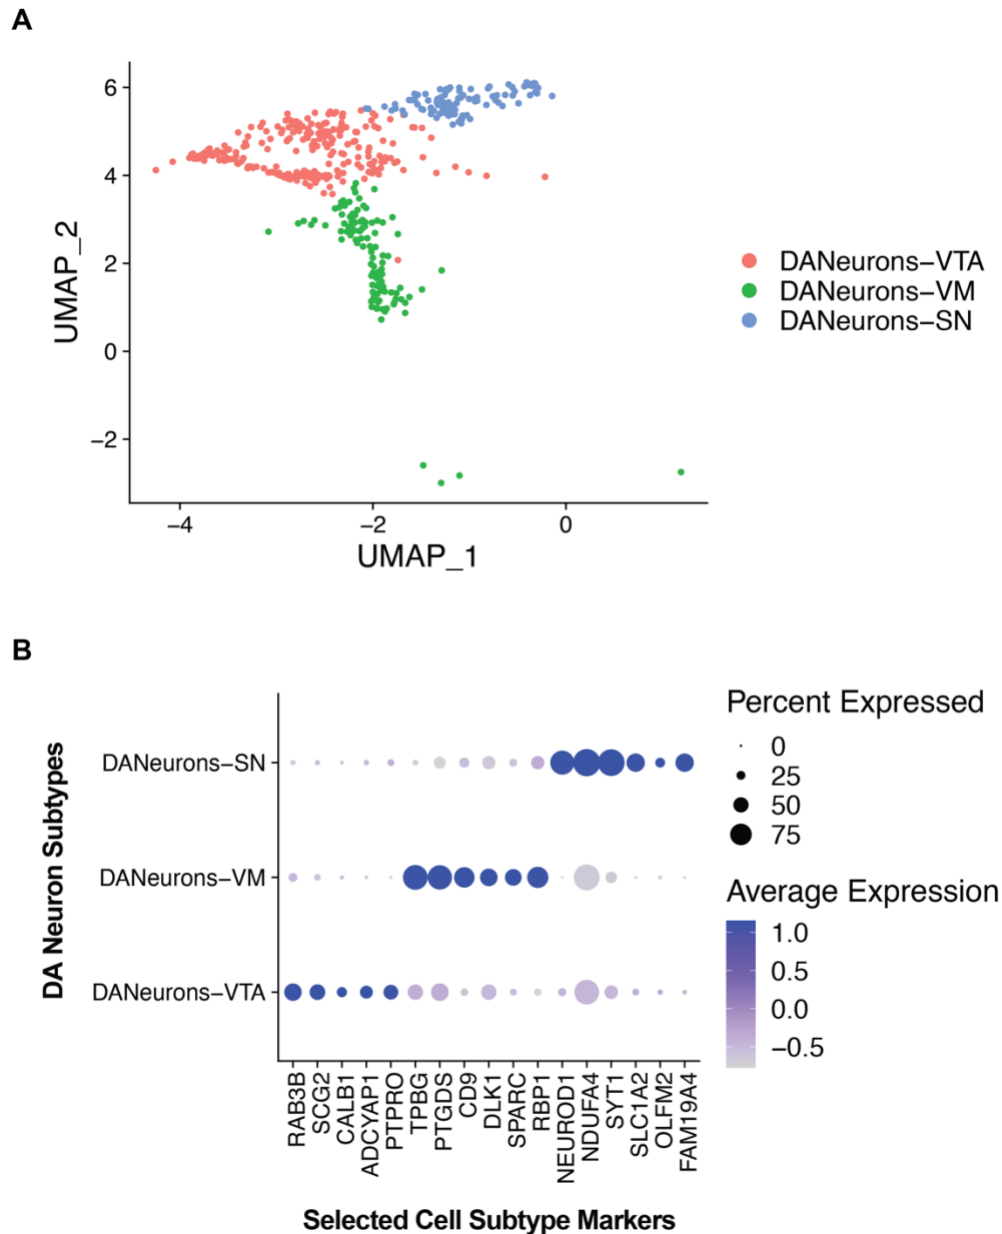 A
6
4
2
0
−2
UMAP_2
−4
−2
0
UMAP_1
DANeurons−VTA
DANeurons−VM
DANeurons−SN
B
DA Neuron Subtypes
DANeurons−SN
DANeurons−VM
DANeurons−VTA
RAB3B
SCG2
CALB1
ADCYAP1
PTPRO
TPBG
PTGDS
CD9
DLK1
SPARC
RBP1
NEUROD1
NDUFA4
SYT1
SLC1A2
OLFM2
FAM19A4
Selected Cell Subtype Markers
Percent Expressed
0
25
50
75
Average Expression
1.0
0.5
0.0
−0.5